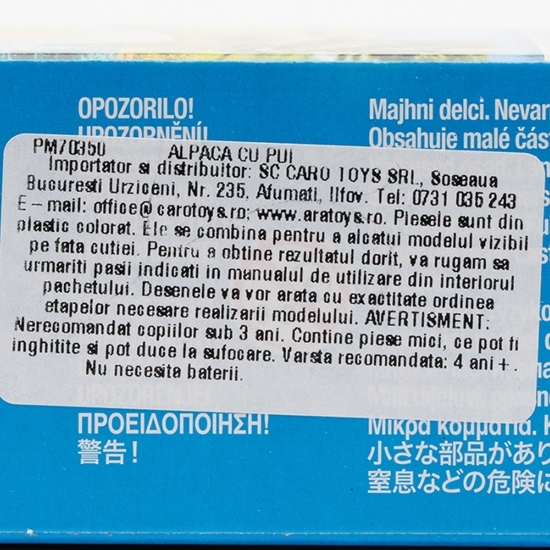 OPOZORILO!
UPOZORNĚNÍ!
Majhni delci. Nevar
Obsahuje malé část
PM70350 ALPACA CU PUI
Importator si distribuitor: SC CARO TOYS SRL, Soseaua
Bucuresti Urziceni, Nr. 235, Afumati, Ilfov. Tel: 0731 035 243
E-mail: office@carotoys.ro; www.aratoys.ro. Piesele sunt din
plastic colorat. Ele se combina pentru a alcatui modelul vizibil
pe fata cutiei. Pentru a obtine rezultatul dorit, va rugam sa
urmariti pasii indicati in manualul de utilizare din interiorul
pachetului. Desenele va vor arata cu exactitate ordinea
etapelor necesare realizarii modelului. AVERTISMENT:
Nerecomandat copiilor sub 3 ani. Contine piese mici, ce pot fi
inghitite si pot duce la sufocare. Varsta recomandata: 4 ani+.
Nu necesita baterii.
ΠΡΟΕΙΔΟΠΟΙΗΣΗ!
警告!
Μικρά κομμάτια. Κ
小さな部品があり
窒息などの危険に